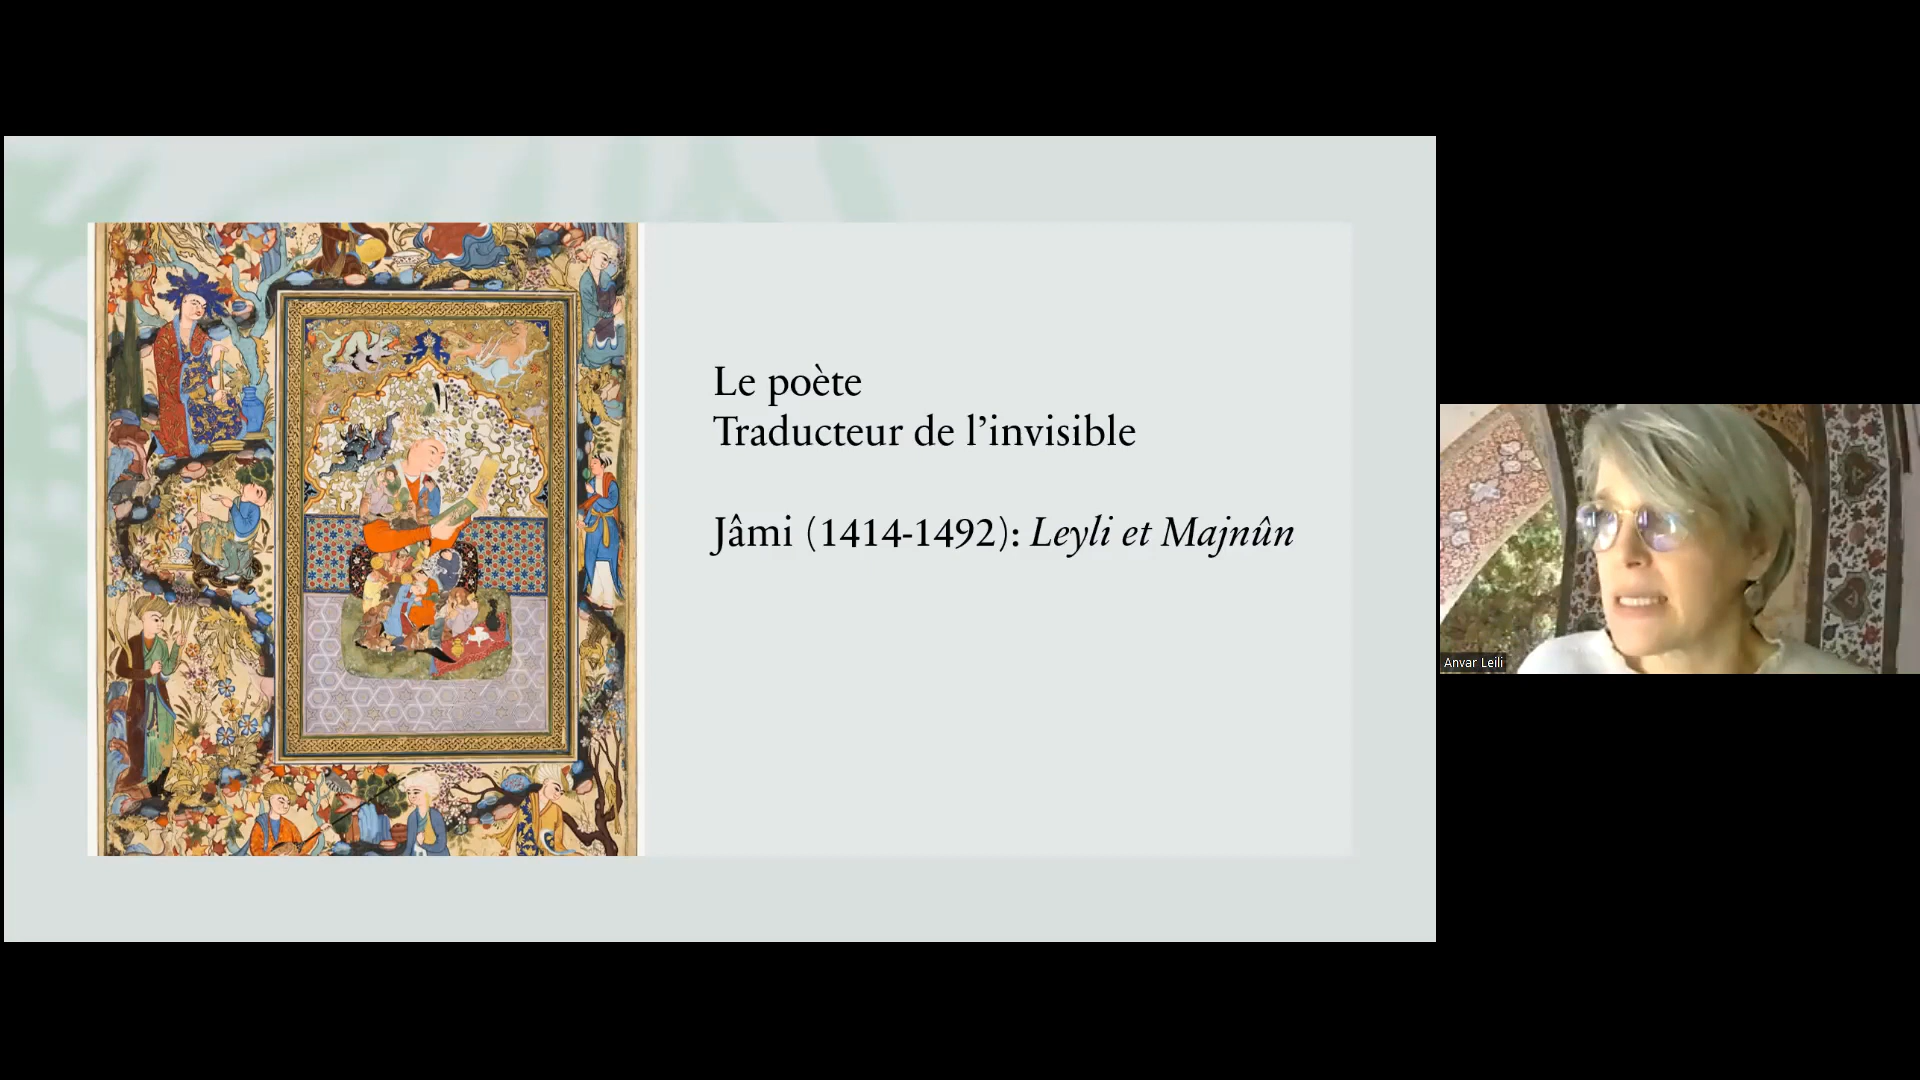 Le poète
Traducteur de l’invisible
Jâmi (1414-1492): Leyli et Majnûn
Anvar Leili